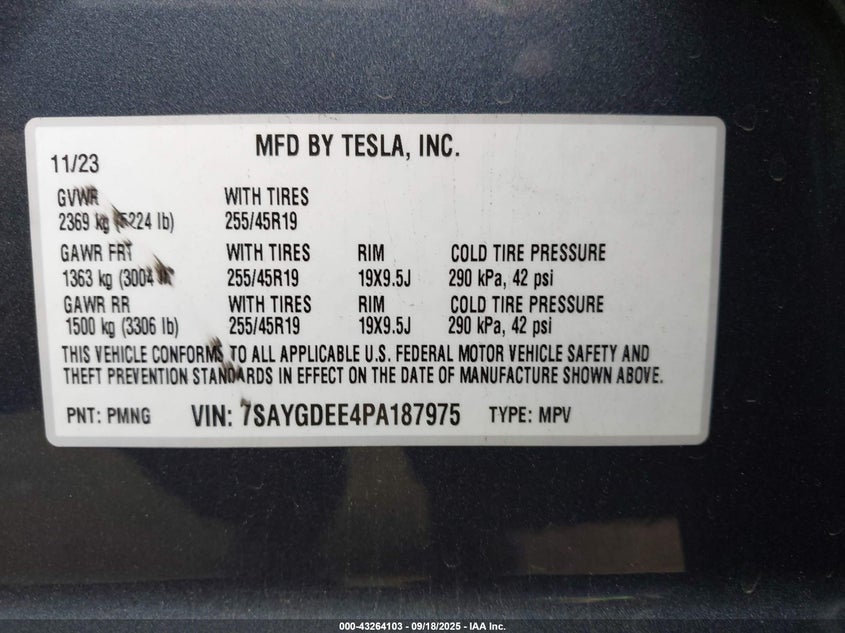 MFD BY TESLA, INC.
11/23
GVWR WITH TIRES
2369 kg (5224 lb) 255/45R19
GAWR FRT WITH TIRES RIM COLD TIRE PRESSURE
1363 kg (3004 255/45R19 19X9.5J 290 kPa, 42 psi
GAWR RR WITH TIRES RIM COLD TIRE PRESSURE
1500 kg (3306 lb) 255/45R19 19X9.5J 290 kPa, 42 psi
THIS VEHICLE CONFORMS TO ALL APPLICABLE U.S. FEDERAL MOTOR VEHICLE SAFETY AND
THEFT PREVENTION STANDARDS IN EFFECT ON THE DATE OF MANUFACTURE SHOWN ABOVE.
PNT: PMNG VIN: 7SAYGDEE4PA187975 TYPE: MPV
000-43264103 - 09/18/2025 - IAA Inc.